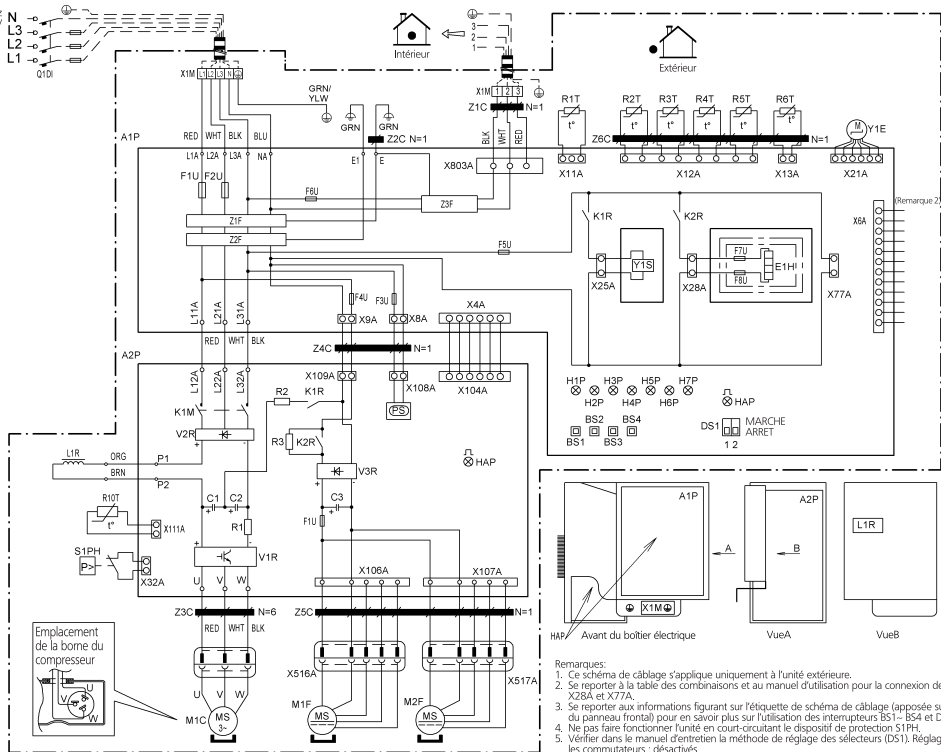 N
L3
L2
L1
Q1DI
X1M L1 L2 L3 N
GRN/
YLW
GRN
GRN
Z2C N=1
Intérieur
3
2
1
X1M 1 2 3
Z1C N=1
Extérieur
R1T R2T R3T R4T R5T R6T
t° t° t° t° t° t°
Z6C N=1
M Y1E
X11A X12A X13A X21A
A1P
RED WHT BLK BLU
BLK WHT RED
L1A L2A L3A NA
E1 E
X803A
F1U F2U
F6U
Z3F
Z1F
Z2F
F5U
K1R
K2R
Y1S
F7U
F8U
E1H
X25A X28A X77A
(Remarque 2)
X6A
L11A L21A L31A
F4U F3U
X9A X8A X4A
RED WHT BLK
Z4C N=1
A2P
L12A L22A L32A
X109A X108A X104A
PS
K1M
R2 K1R
V2R
R3 K2R
V3R
HAP
H1P H3P H5P H7P
H2P H4P H6P
HAP
BS2 BS4
BS1 BS3
DS1
MARCHE
ARRET
1 2
L1R
ORG P1
BRN P2
R10T
t°
X111A
S1PH
P>
X32A
C1 C2
R1
V1R
C3
F1U
U V W
X106A X107A
Z3C N=6
Z5C N=1
RED WHT BLK
Emplacement
de la borne du
compresseur
U
V
W
U V W
M1C
MS
3~
X516A
M1F
MS
X517A
M2F
MS
A1P
X1M
HAP
Avant du boîtier électrique
A
A2P
B
VueA
L1R
VueB
Remarques:
1. Ce schéma de câblage s'applique uniquement à l'unité extérieure.
2. Se reporter à la table des combinaisons et au manuel d'utilisation pour la connexion de
X28A et X77A.
3. Se reporter aux informations figurant sur l'étiquette de schéma de câblage (apposée su
du panneau frontal) pour en savoir plus sur l'utilisation des interrupteurs BS1~ BS4 et D
4. Ne pas faire fonctionner l'unité en court-circuitant le dispositif de protection S1PH.
5. Vérifier dans le manuel d'entretien la méthode de réglage des sélecteurs (DS1). Réglag
les commutateurs : désactivés.